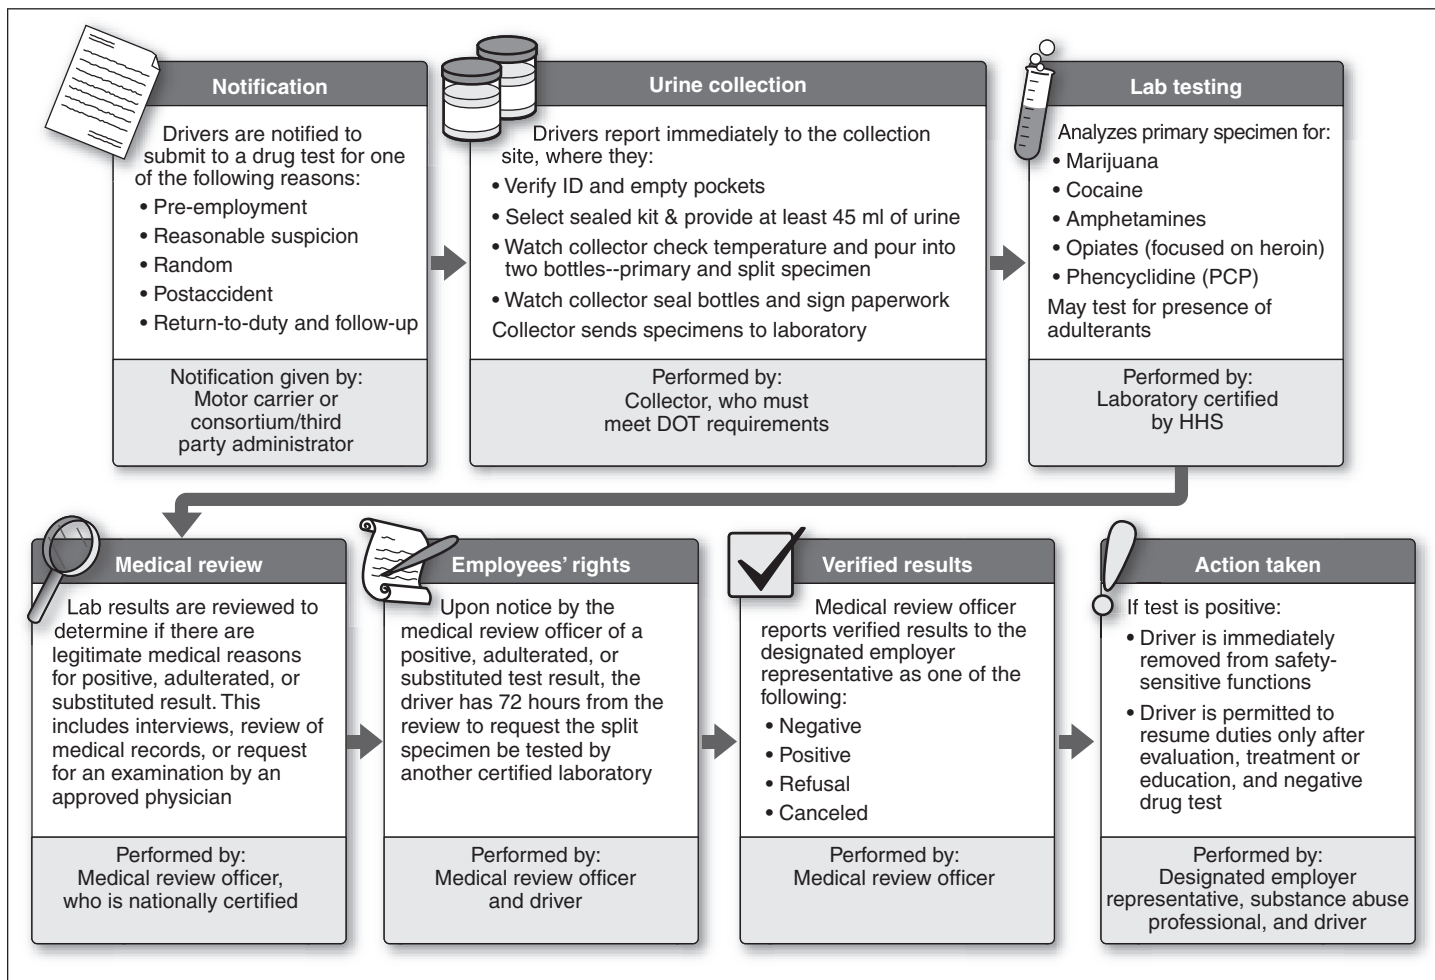 Notification
Drivers are notified to
submit to a drug test for one
of the following reasons:
• Pre-employment
• Reasonable suspicion
• Random
• Postaccident
• Return-to-duty and follow-up
Notification given by:
Motor carrier or
consortium/third
party administrator
Urine collection
Drivers report immediately to the collection
site, where they:
• Verify ID and empty pockets
• Select sealed kit & provide at least 45 ml of urine
• Watch collector check temperature and pour into
two bottles--primary and split specimen
• Watch collector seal bottles and sign paperwork
Collector sends specimens to laboratory
Performed by:
Collector, who must
meet DOT requirements
Lab testing
Analyzes primary specimen for:
• Marijuana
• Cocaine
• Amphetamines
• Opiates (focused on heroin)
• Phencyclidine (PCP)
May test for presence of
adulterants
Performed by:
Laboratory certified
by HHS
Medical review
Lab results are reviewed to
determine if there are
legitimate medical reasons
for positive, adulterated, or
substituted result. This
includes interviews, review of
medical records, or request
for an examination by an
approved physician
Performed by:
Medical review officer,
who is nationally certified
Employees' rights
Upon notice by the
medical review officer of a
positive, adulterated, or
substituted test result, the
driver has 72 hours from the
review to request the split
specimen be tested by
another certified laboratory
Performed by:
Medical review officer
and driver
Verified results
Medical review officer
reports verified results to the
designated employer
representative as one of the
following:
• Negative
• Positive
• Refusal
• Canceled
Performed by:
Medical review officer
Action taken
If test is positive:
• Driver is immediately
removed from safety-
sensitive functions
• Driver is permitted to
resume duties only after
evaluation, treatment or
education, and negative
drug test
Performed by:
Designated employer
representative, substance abuse
professional, and driver